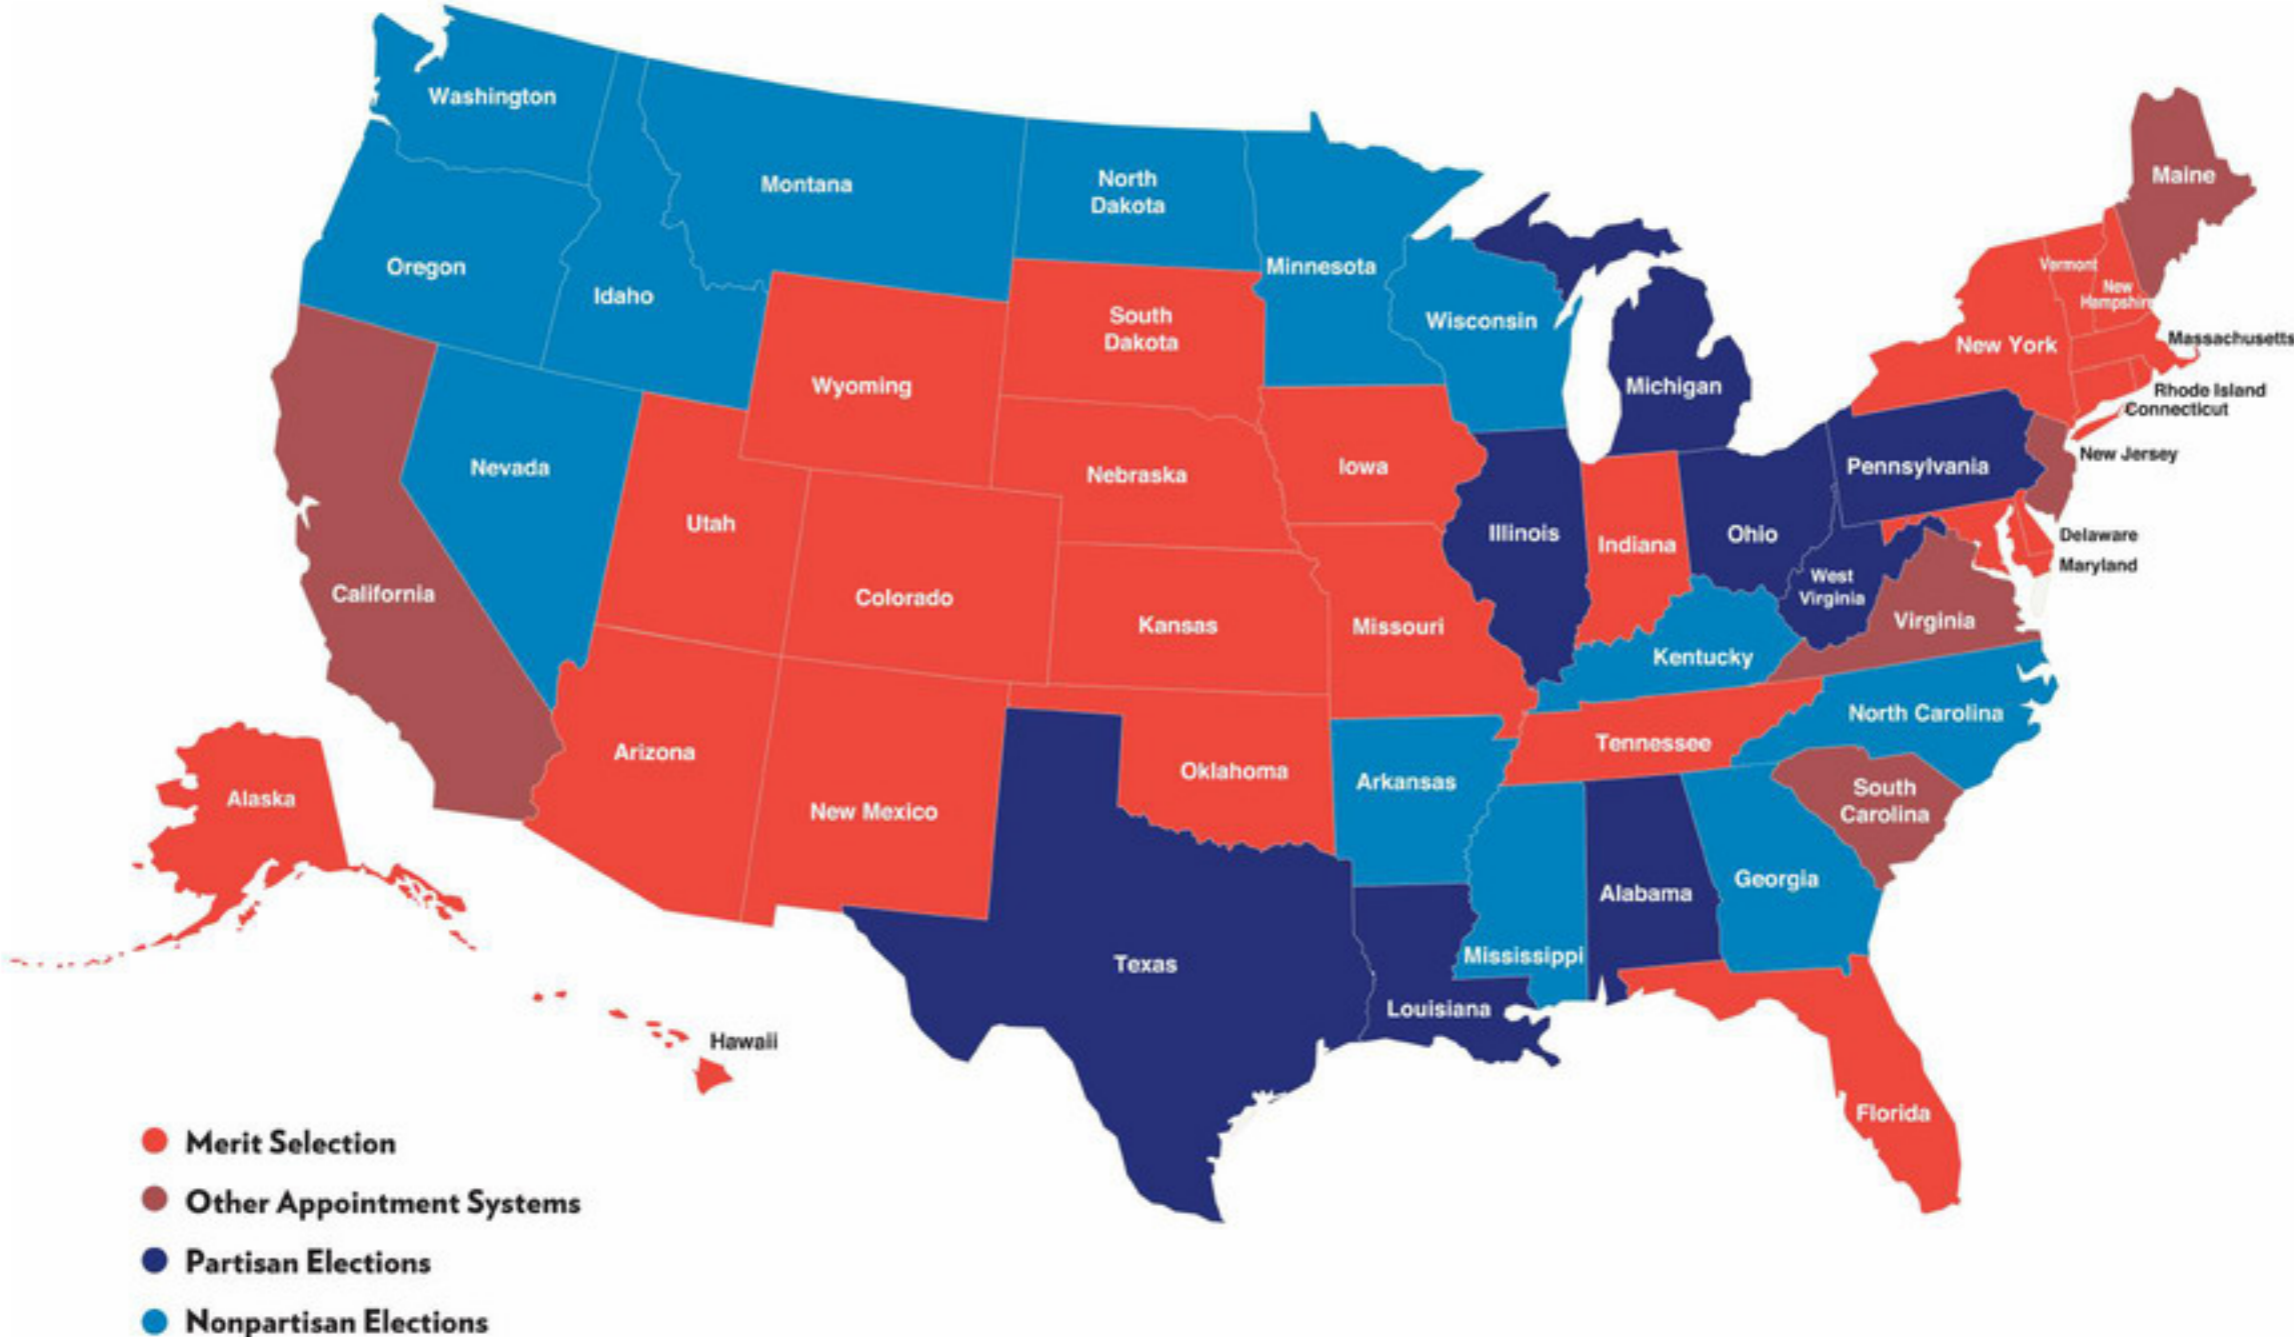 Washington
Montana
North
Dakota
Minnesota
Oregon
Idaho
Wisconsin
Michigan
Maine
Vermont
New
Hampshire
Massachusetts
New York
Rhode Island
Connecticut
New Jersey
South
Dakota
Wyoming
Nebraska
Iowa
Nevada
Utah
Colorado
Kansas
Missouri
Illinois
Indiana
Ohio
Pennsylvania
Delaware
Maryland
West
Virginia
Virginia
California
Kentucky
North Carolina
Tennessee
Arizona
New Mexico
Oklahoma
Arkansas
South
Carolina
Alaska
Georgia
Alabama
Mississippi
Texas
Louisiana
Hawaii
Florida
Merit Selection
Other Appointment Systems
Partisan Elections
Nonpartisan Elections